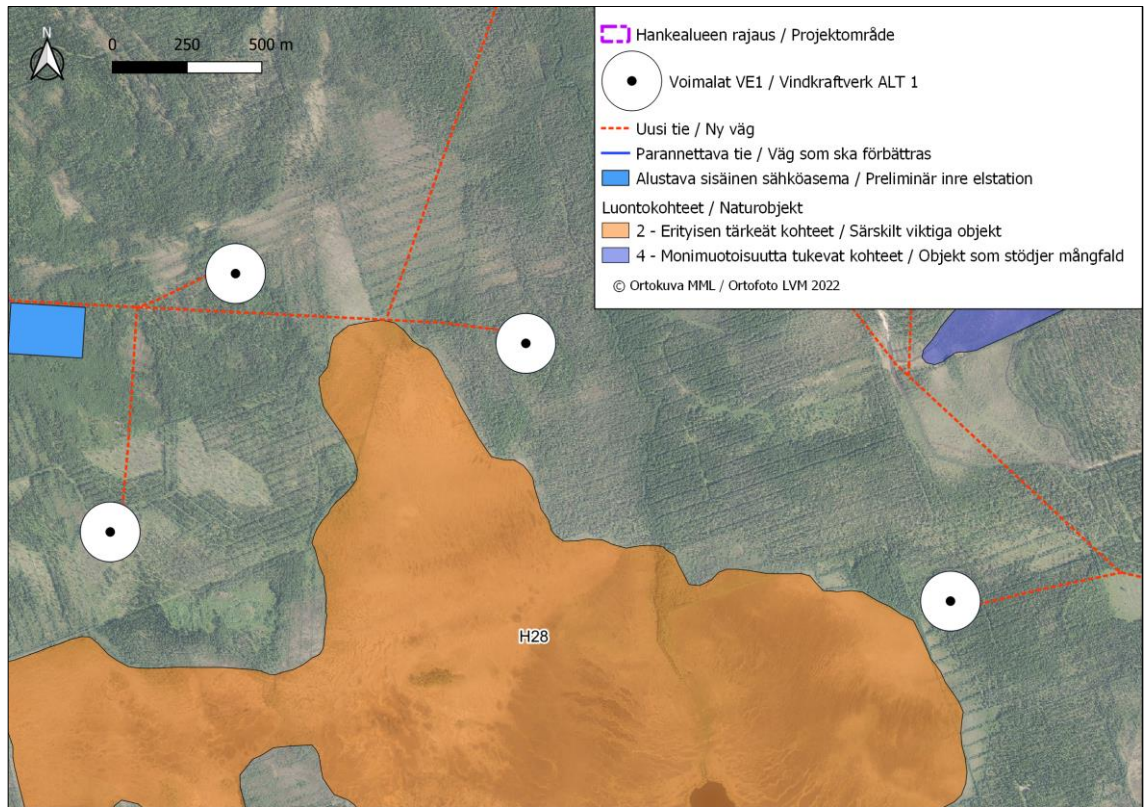 N
0 250 500 m
Hankealueen rajaus / Projektområde
Voimalat VE1 / Vindkraftverk ALT 1
Uusi tie / Ny väg
Parannettava tie / Väg som ska förbättras
Alustava sisäinen sähköasema / Preliminär inre elstation
Luontokohteet / Naturobjekt
2 - Erityisen tärkeät kohteet / Särskilt viktiga objekt
4 - Monimuotoisuutta tukevat kohteet / Objekt som stödjer mångfald
© Ortokuva MML / Ortofoto LVM 2022
H28